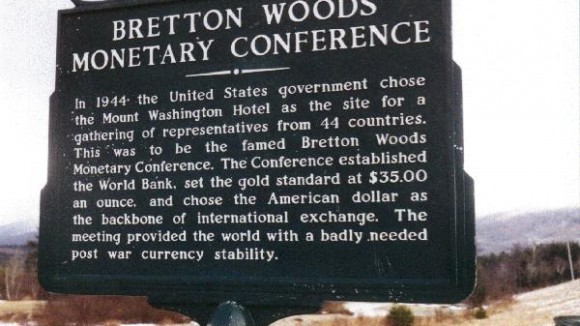 BRETTON WOODS
MONETARY CONFERENCE
In 1944 the United States government chose
the Mount Washington Hotel as the site for a
gathering of representatives from 44 countries.
This was to be the famed Bretton Woods
Monetary Conference. The Conference established
the World Bank, set the gold standard at $35.00
an ounce, and chose the American dollar as
the backbone of international exchange. The
meeting provided the world with a badly needed
post war currency stability.